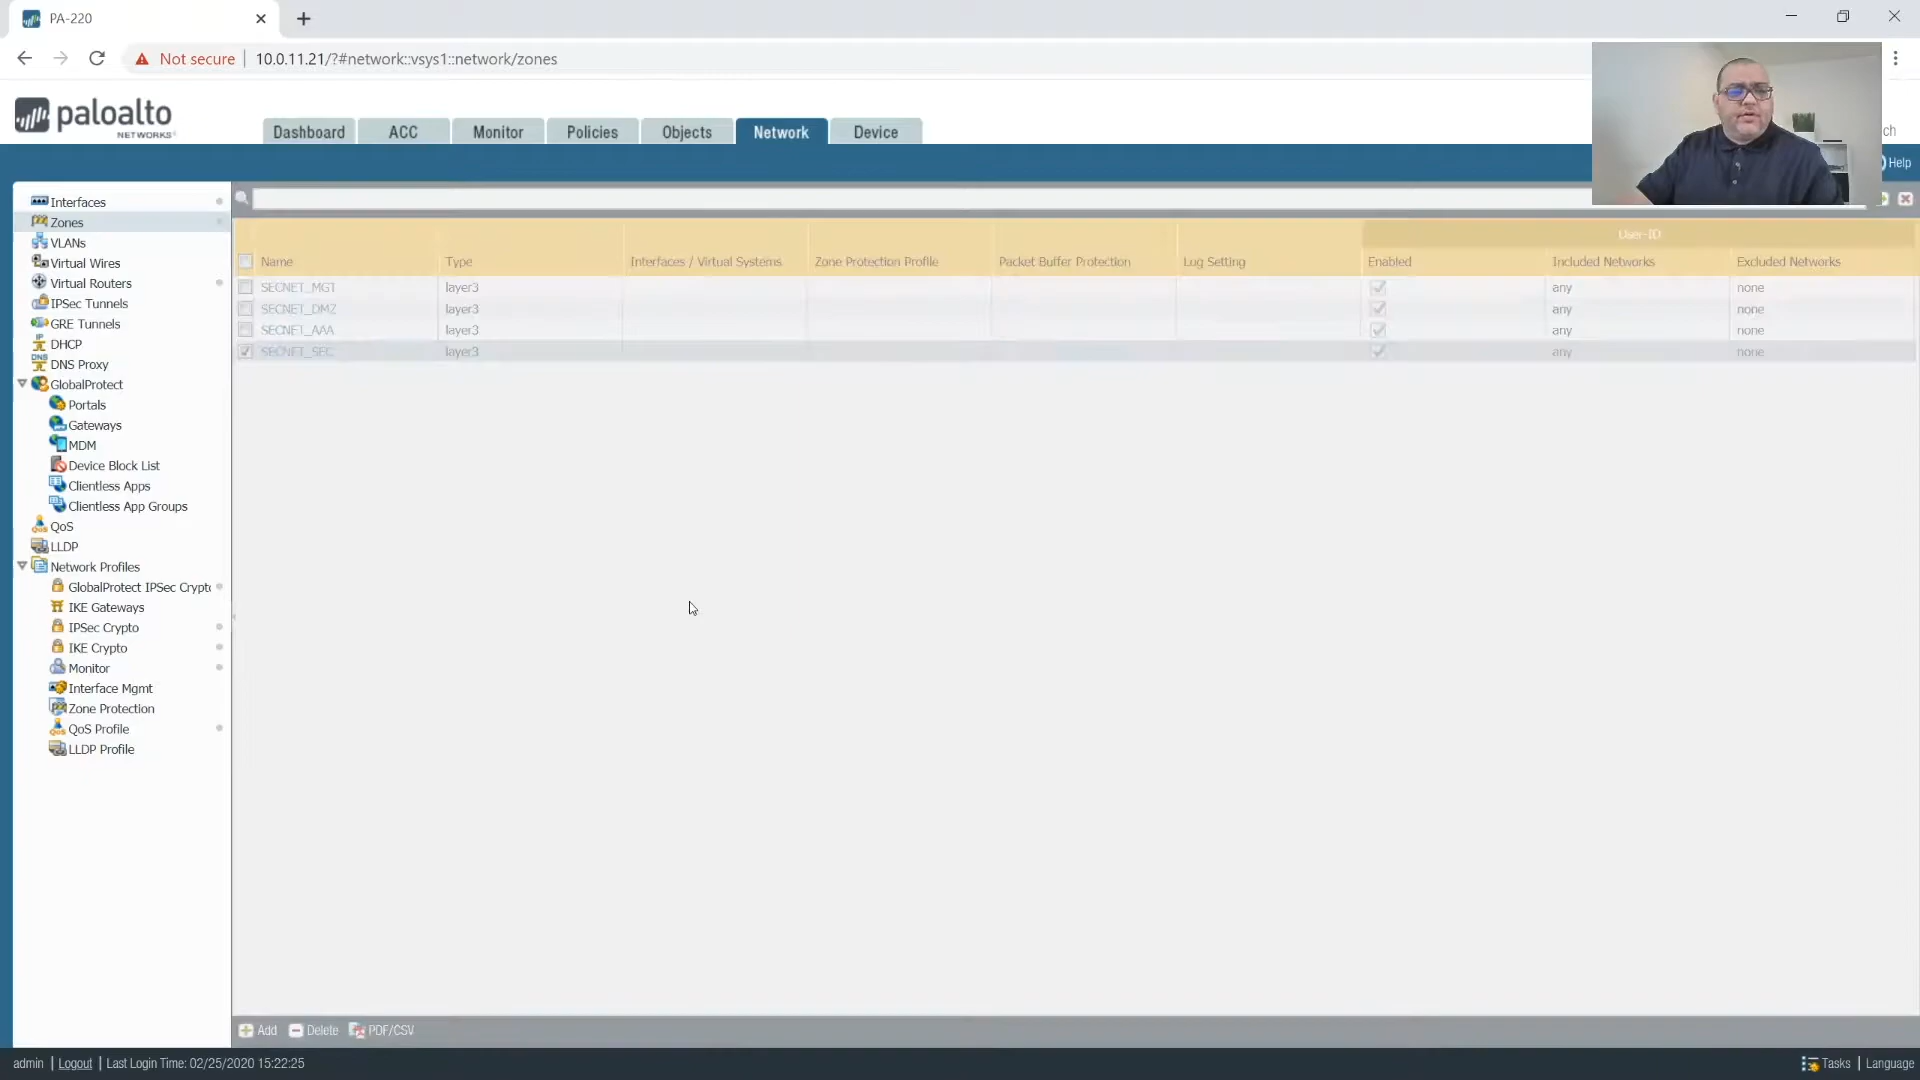 PA-220
Not secure
10.0.11.21/?#network::vsys1::network/zones
paloalto
NETWORKS
Dashboard
ACC
Monitor
Policies
Objects
Network
Device
ch
Help
Interfaces
Zones
VLANs
Virtual Wires
Virtual Routers
IPSec Tunnels
GRE Tunnels
DHCP
DNS Proxy
GlobalProtect
Portals
Gateways
MDM
Device Block List
Clientless Apps
Clientless App Groups
QoS
LLDP
Network Profiles
GlobalProtect IPSec Crypto
IKE Gateways
IPSec Crypto
IKE Crypto
Monitor
Interface Mgmt
Zone Protection
QoS Profile
LLDP Profile
User-ID
Name Type Interfaces / Virtual Systems Zone Protection Profile Packet Buffer Protection Log Setting Enabled Included Networks Excluded Networks
SECNET_MGT layer3 any none
SECNET_DMZ layer3 any none
SECNET_AAA layer3 any none
SECNET_SEC layer3 any none
Add Delete PDF/CSV
admin | Logout | Last Login Time: 02/25/2020 15:22:25
Tasks | Language